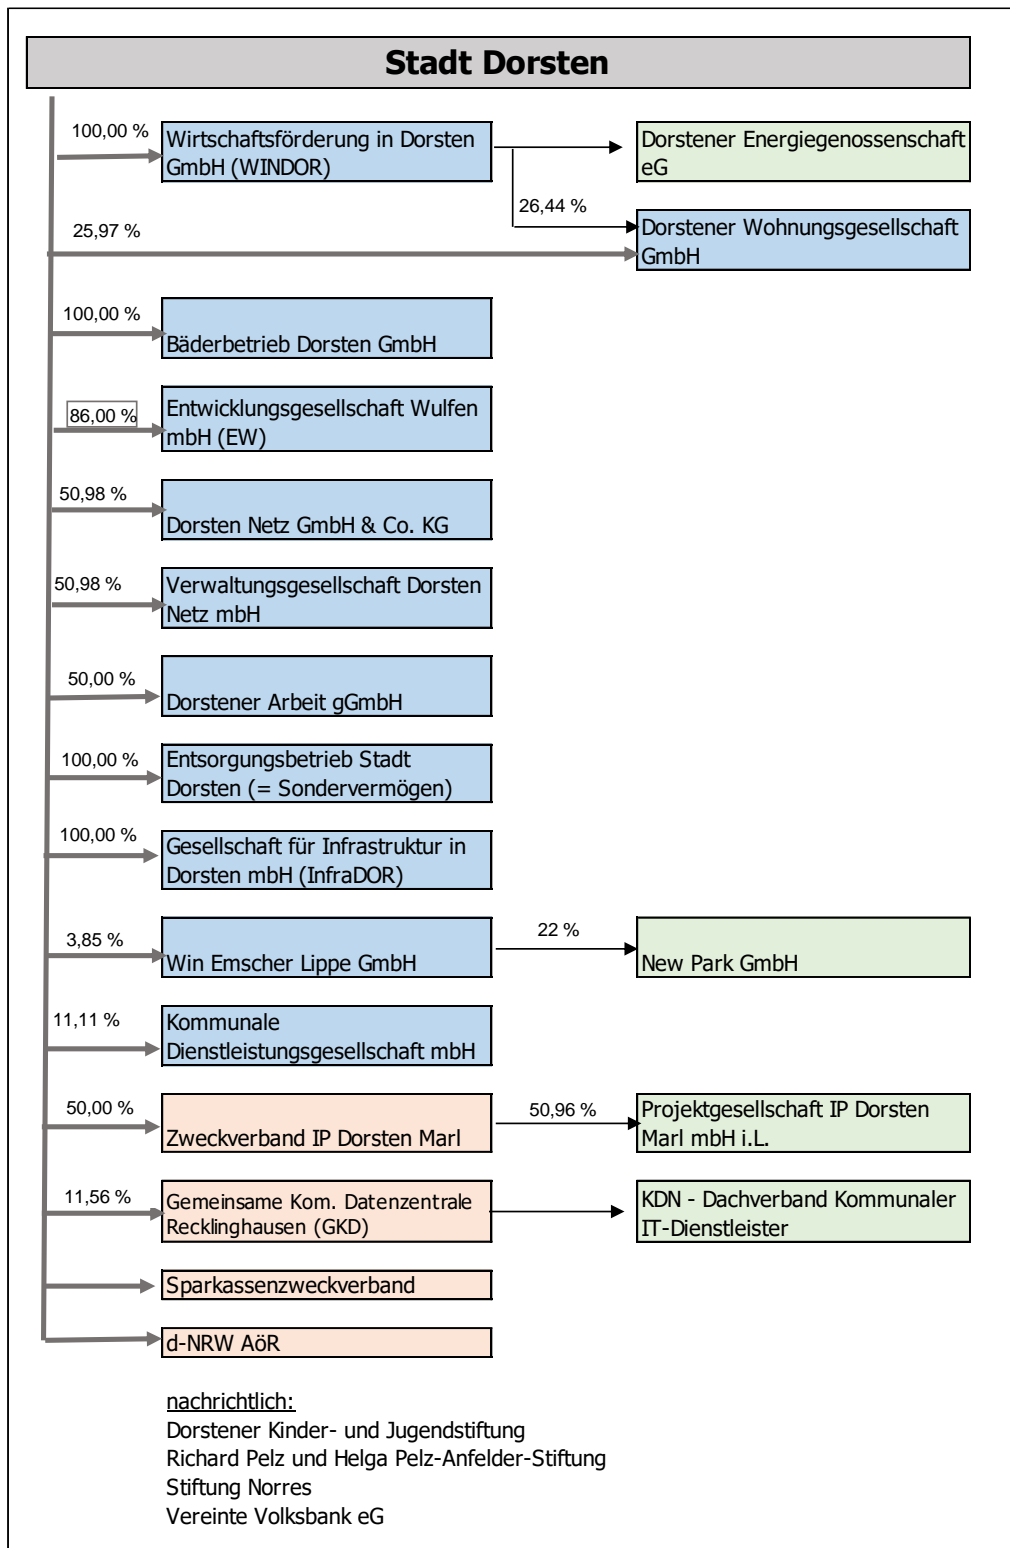 Stadt Dorsten
100,00 %
Wirtschaftsförderung in Dorsten
GmbH (WINDOR)
Dorstener Energiegenossenschaft
eG
26,44 %
25,97 %
Dorstener Wohnungsgesellschaft
GmbH
100,00 %
Bäderbetrieb Dorsten GmbH
86,00 %
Entwicklungsgesellschaft Wulfen
mbH (EW)
50,98 %
Dorsten Netz GmbH & Co. KG
50,98 %
Verwaltungsgesellschaft Dorsten
Netz mbH
50,00 %
Dorstener Arbeit gGmbH
100,00 %
Entsorgungsbetrieb Stadt
Dorsten (= Sondervermögen)
100,00 %
Gesellschaft für Infrastruktur in
Dorsten mbH (InfraDOR)
3,85 %
Win Emscher Lippe GmbH
22 %
New Park GmbH
11,11 %
Kommunale
Dienstleistungsgesellschaft mbH
50,00 %
Zweckverband IP Dorsten Marl
50,96 %
Projektgesellschaft IP Dorsten
Marl mbH i.L.
11,56 %
Gemeinsame Kom. Datenzentrale
Recklinghausen (GKD)
KDN - Dachverband Kommunaler
IT-Dienstleister
Sparkassenzweckverband
d-NRW AöR
nachrichtlich:
Dorstener Kinder- und Jugendstiftung
Richard Pelz und Helga Pelz-Anfelder-Stiftung
Stiftung Norres
Vereinte Volksbank eG